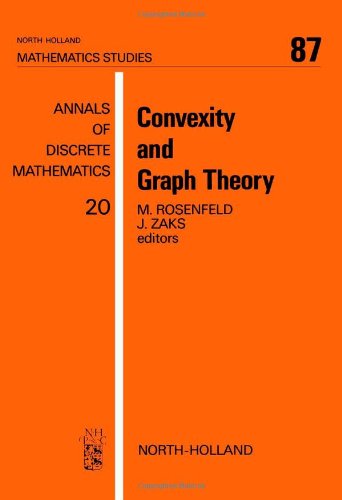 NORTH-HOLLAND
MATHEMATICS STUDIES
87
ANNALS
OF
DISCRETE
MATHEMATICS
20
Convexity
and
Graph Theory
M. ROSENFELD
J. ZAKS
editors
N·H
P C
NORTH-HOLLAND